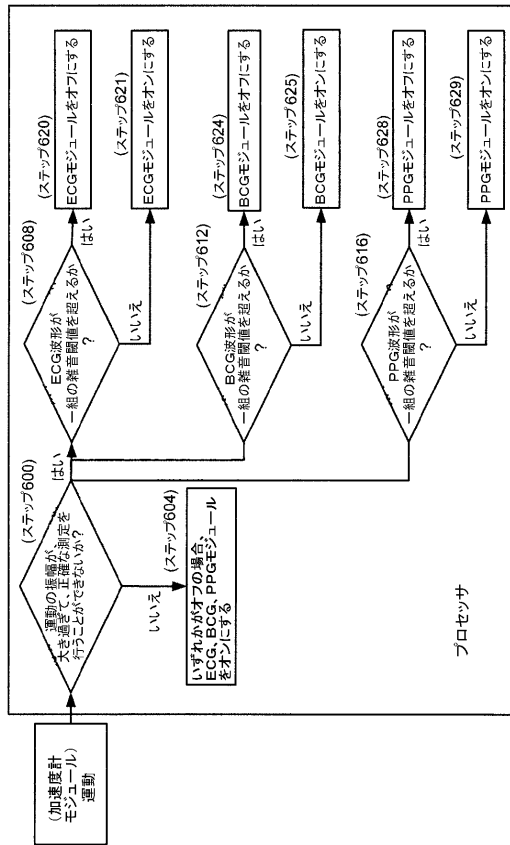 (加速度計
モジュール)
運動
(ステップ600)
運動の振幅が、
大き過ぎて、正確な測定を
行うことができないか?
はい
いいえ
(ステップ604)
いずれかがオフの場合、
ECG、BCG、PPGモジュール
をオンにする
(ステップ608)
ECG波形が
一組の雑音閾値を超えるか
?
はい
いいえ
(ステップ620)
ECGモジュールをオフにする
(ステップ621)
ECGモジュールをオンにする
(ステップ612)
BCG波形が
一組の雑音閾値を超えるか
?
はい
いいえ
(ステップ624)
BCGモジュールをオフにする
(ステップ625)
BCGモジュールをオンにする
(ステップ616)
PPG波形が
一組の雑音閾値を超えるか
?
はい
いいえ
(ステップ628)
PPGモジュールをオフにする
(ステップ629)
PPGモジュールをオンにする
プロセッサ